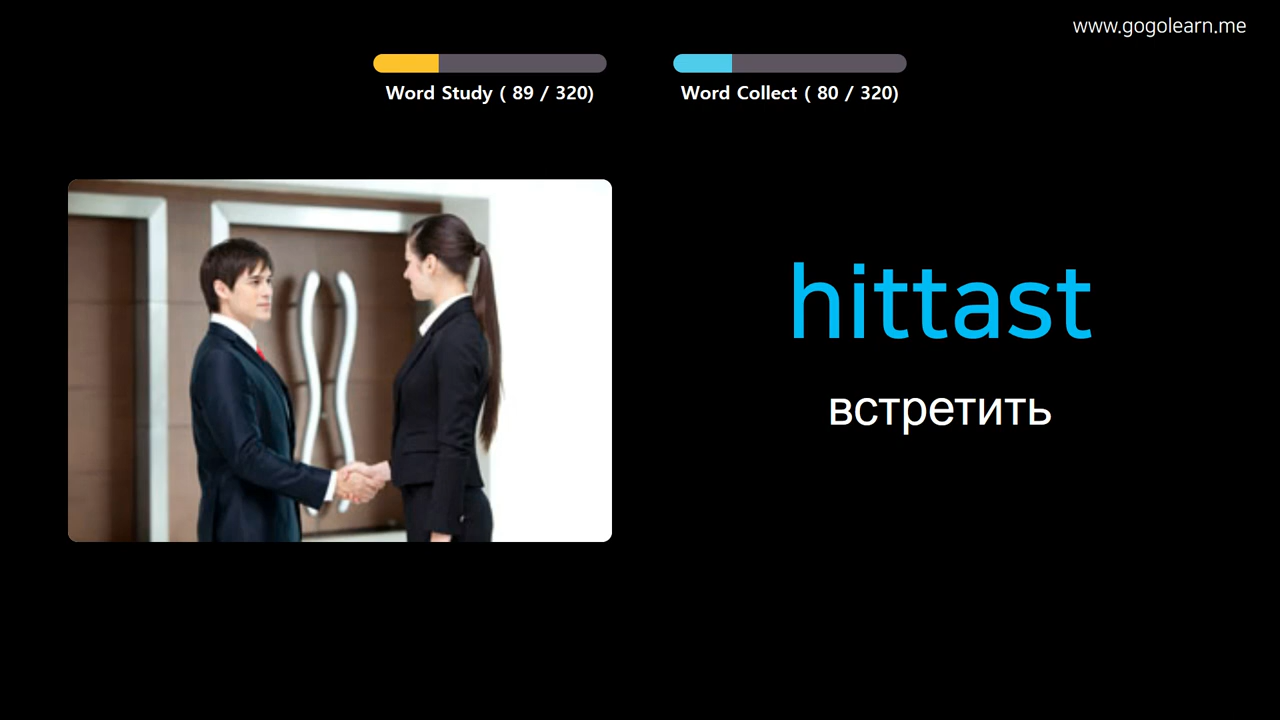 www.gogolearn.me
Word Study ( 89 / 320)
Word Collect ( 80 / 320)
hittast
встретить